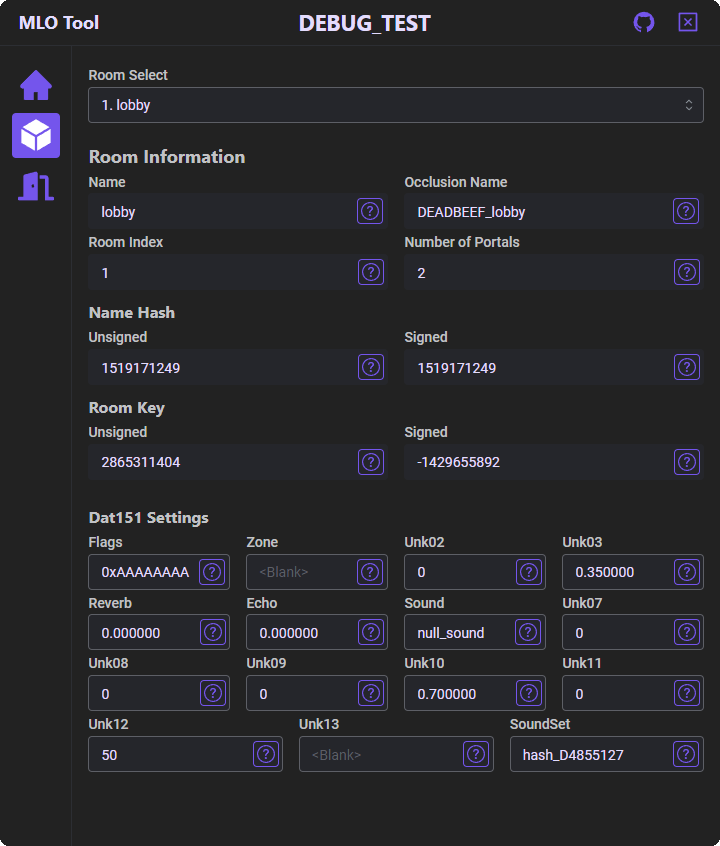 MLO Tool DEBUG_TEST
Room Select
1. lobby
Room Information
Name Occlusion Name
lobby DEADBEEF_lobby
Room Index Number of Portals
1 2
Name Hash
Unsigned Signed
1519171249 1519171249
Room Key
Unsigned Signed
2865311404 -1429655892
Dat151 Settings
Flags Zone Unk02 Unk03
0xAAAAAAAA <Blank> 0 0.350000
Reverb Echo Sound Unk07
0.000000 0.000000 null_sound 0
Unk08 Unk09 Unk10 Unk11
0 0 0.700000 0
Unk12 Unk13 SoundSet
50 <Blank> hash_D4855127